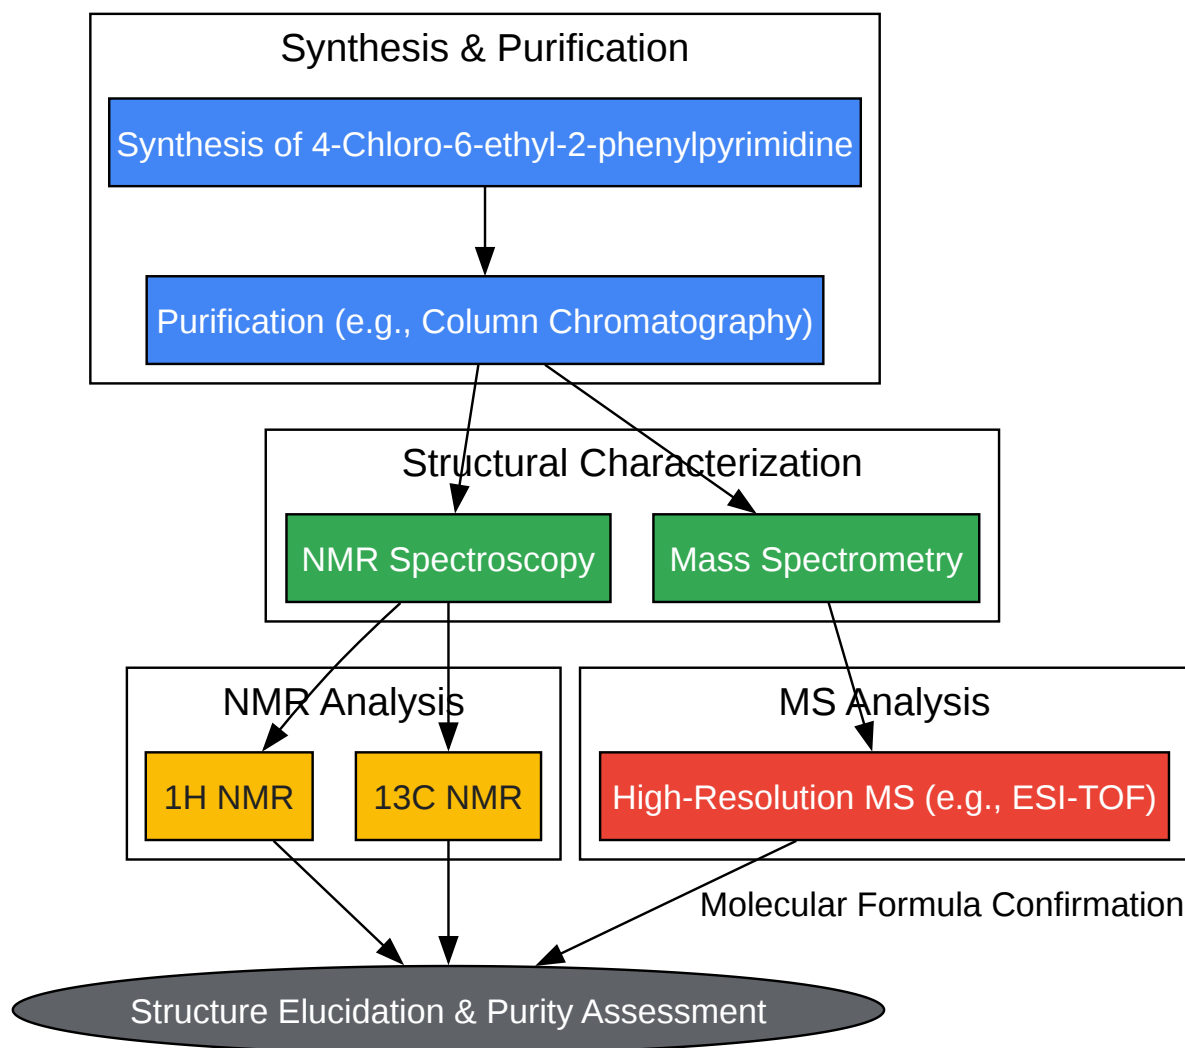 Synthesis & Purification
Synthesis of 4-Chloro-6-ethyl-2-phenylpyrimidine
Purification (e.g., Column Chromatography)
Structural Characterization
NMR Spectroscopy
Mass Spectrometry
NMR Analysis
MS Analysis
1H NMR
13C NMR
High-Resolution MS (e.g., ESI-TOF)
Molecular Formula Confirmation
Structure Elucidation & Purity Assessment